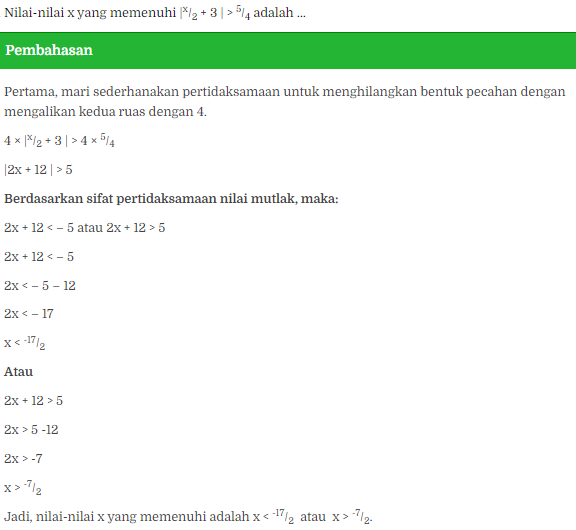 Nilai-nilai x yang memenuhi |ˣ/₂ + 3 | > ⁵/₄ adalah ...
Pembahasan
Pertama, mari sederhanakan pertidaksamaan untuk menghilangkan bentuk pecahan dengan
mengalikan kedua ruas dengan 4.
4 × |ˣ/₂ + 3 | > 4 × ⁵/₄
|2x + 12 | > 5
Berdasarkan sifat pertidaksamaan nilai mutlak, maka:
2x + 12 < – 5 atau 2x + 12 > 5
2x + 12 < – 5
2x < – 5 – 12
2x < – 17
x < ⁻¹⁷/₂
Atau
2x + 12 > 5
2x > 5 -12
2x > -7
x > ⁻⁷/₂
Jadi, nilai-nilai x yang memenuhi adalah x < ⁻¹⁷/₂ atau x > ⁻⁷/₂.